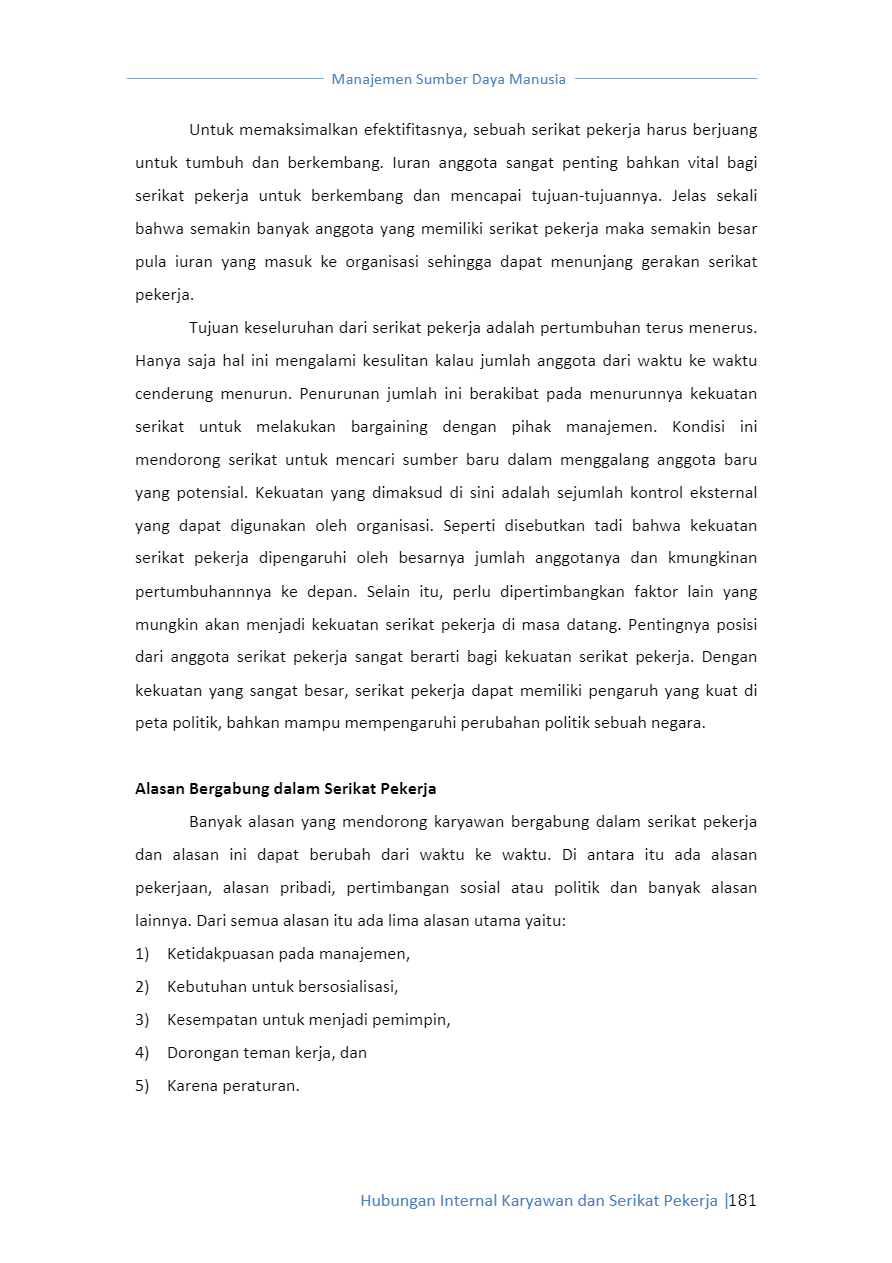 Manajemen Sumber Daya Manusia
Untuk memaksimalkan efektifitasnya, sebuah serikat pekerja harus berjuang
untuk tumbuh dan berkembang. Iuran anggota sangat penting bahkan vital bagi
serikat pekerja untuk berkembang dan mencapai tujuan-tujuannya. Jelas sekali
bahwa semakin banyak anggota yang memiliki serikat pekerja maka semakin besar
pula iuran yang masuk ke organisasi sehingga dapat menunjang gerakan serikat
pekerja.
Tujuan keseluruhan dari serikat pekerja adalah pertumbuhan terus menerus.
Hanya saja hal ini mengalami kesulitan kalau jumlah anggota dari waktu ke waktu
cenderung menurun. Penurunan jumlah ini berakibat pada menurunnya kekuatan
serikat untuk melakukan bargaining dengan pihak manajemen. Kondisi ini
mendorong serikat untuk mencari sumber baru dalam menggalang anggota baru
yang potensial. Kekuatan yang dimaksud di sini adalah sejumlah kontrol eksternal
yang dapat digunakan oleh organisasi. Seperti disebutkan tadi bahwa kekuatan
serikat pekerja dipengaruhi oleh besarnya jumlah anggotanya dan kmungkinan
pertumbuhannnya ke depan. Selain itu, perlu dipertimbangkan faktor lain yang
mungkin akan menjadi kekuatan serikat pekerja di masa datang. Pentingnya posisi
dari anggota serikat pekerja sangat berarti bagi kekuatan serikat pekerja. Dengan
kekuatan yang sangat besar, serikat pekerja dapat memiliki pengaruh yang kuat di
peta politik, bahkan mampu mempengaruhi perubahan politik sebuah negara.
Alasan Bergabung dalam Serikat Pekerja
Banyak alasan yang mendorong karyawan bergabung dalam serikat pekerja
dan alasan ini dapat berubah dari waktu ke waktu. Di antara itu ada alasan
pekerjaan, alasan pribadi, pertimbangan sosial atau politik dan banyak alasan
lainnya. Dari semua alasan itu ada lima alasan utama yaitu:
1) Ketidakpuasan pada manajemen,
2) Kebutuhan untuk bersosialisasi,
3) Kesempatan untuk menjadi pemimpin,
4) Dorongan teman kerja, dan
5) Karena peraturan.
Hubungan Internal Karyawan dan Serikat Pekerja |181